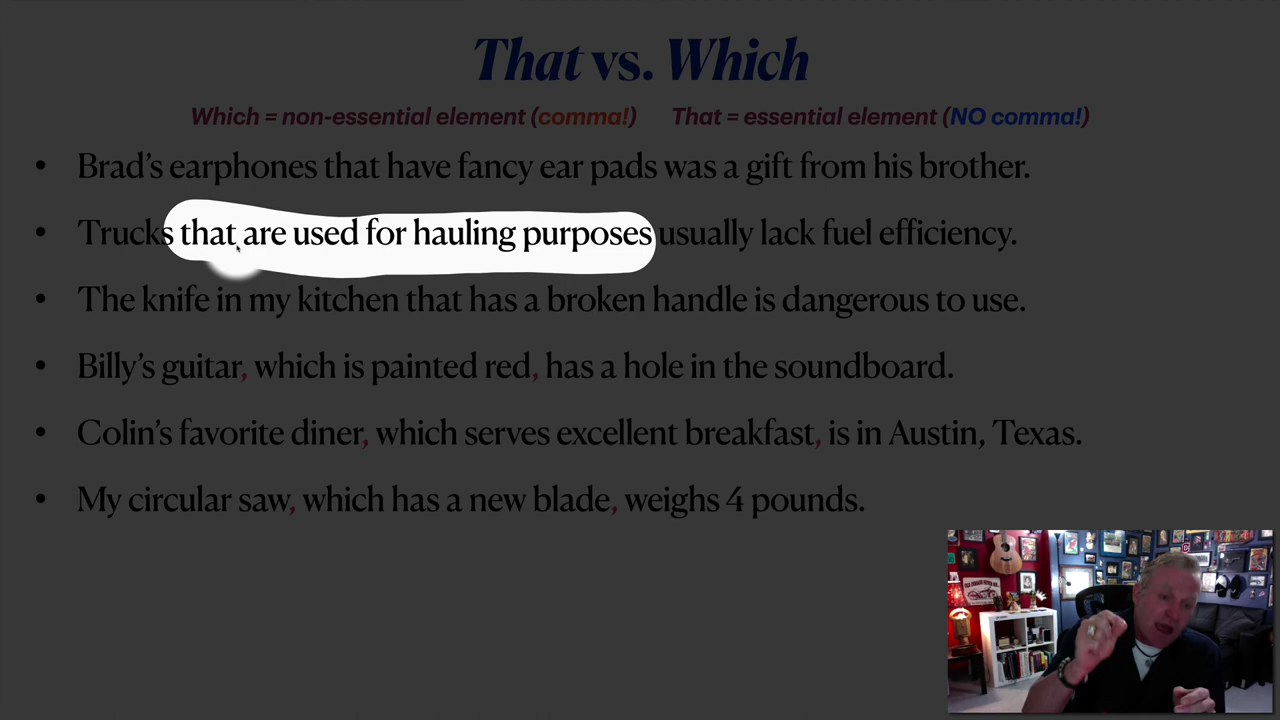 That vs. Which
Which = non-essential element (comma!) That = essential element (NO comma!)
• Brad’s earphones that have fancy ear pads was a gift from his brother.
• Trucks that are used for hauling purposes usually lack fuel efficiency.
• The knife in my kitchen that has a broken handle is dangerous to use.
• Billy’s guitar, which is painted red, has a hole in the soundboard.
• Colin’s favorite diner, which serves excellent breakfast, is in Austin, Texas.
• My circular saw, which has a new blade, weighs 4 pounds.